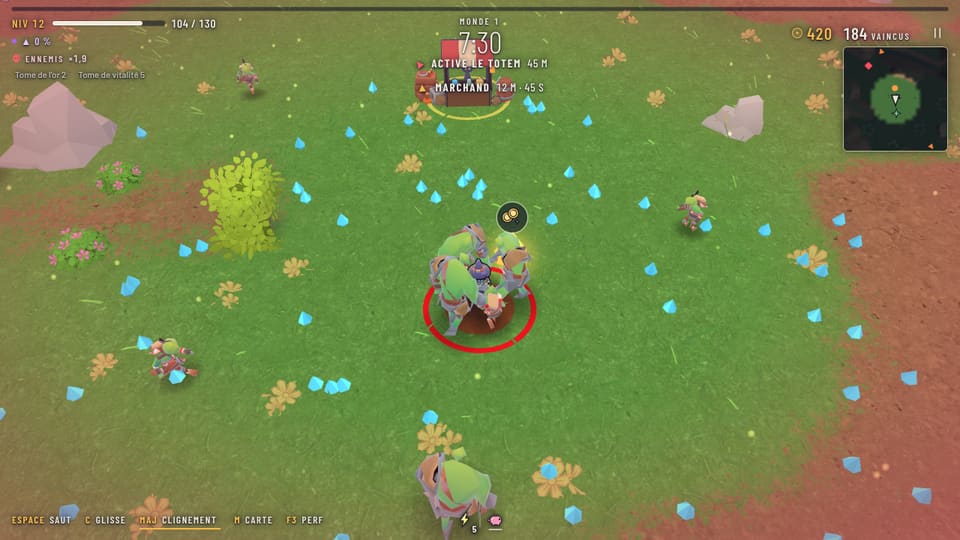 NIV 12 104 / 130
▲ 0 %
ENNEMIS ×1,9
Tome de l'or 2 Tome de vitalité 5
MONDE 1
7:30
ACTIVE LE TOTEM 45 M
MARCHAND 12 M · 45 S
420 184 VAINCUS
ESPACE SAUT C GLISSE MAJ CLIGNEMENT M CARTE F3 PERF
5